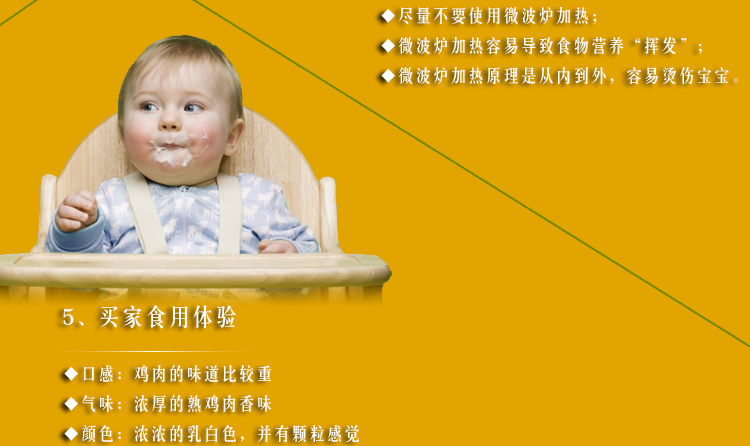 ◆尽量不要使用微波炉加热；
◆微波炉加热容易导致食物营养“挥发”；
◆微波炉加热原理是从内到外，容易烫伤宝宝。
5、买家食用体验
◆口感：鸡肉的味道比较重
◆气味：浓厚的熟鸡肉香味
◆颜色：浓浓的乳白色，并有颗粒感觉